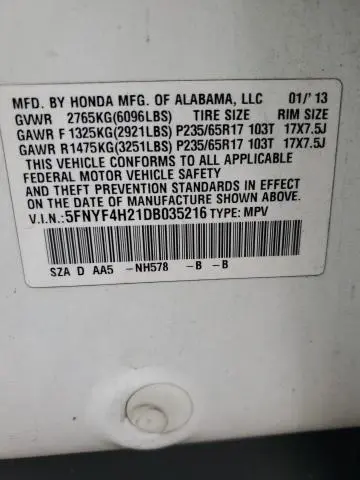 MFD. BY HONDA MFG. OF ALABAMA, LLC 01/'13
GVWR 2765KG(6096LBS) TIRE SIZE RIM SIZE
GAWR F 1325KG(2921LBS) P235/65R17 103T 17X7.5J
GAWR R1475KG(3251LBS) P235/65R17 103T 17X7.5J
THIS VEHICLE CONFORMS TO ALL APPLICABLE
FEDERAL MOTOR VEHICLE SAFETY
AND THEFT PREVENTION STANDARDS IN EFFECT
ON THE DATE OF MANUFACTURE SHOWN ABOVE.
V.I.N.:5FNYF4H21DB035216 TYPE: MPV
SZA D AA5 -NH578 -B -B